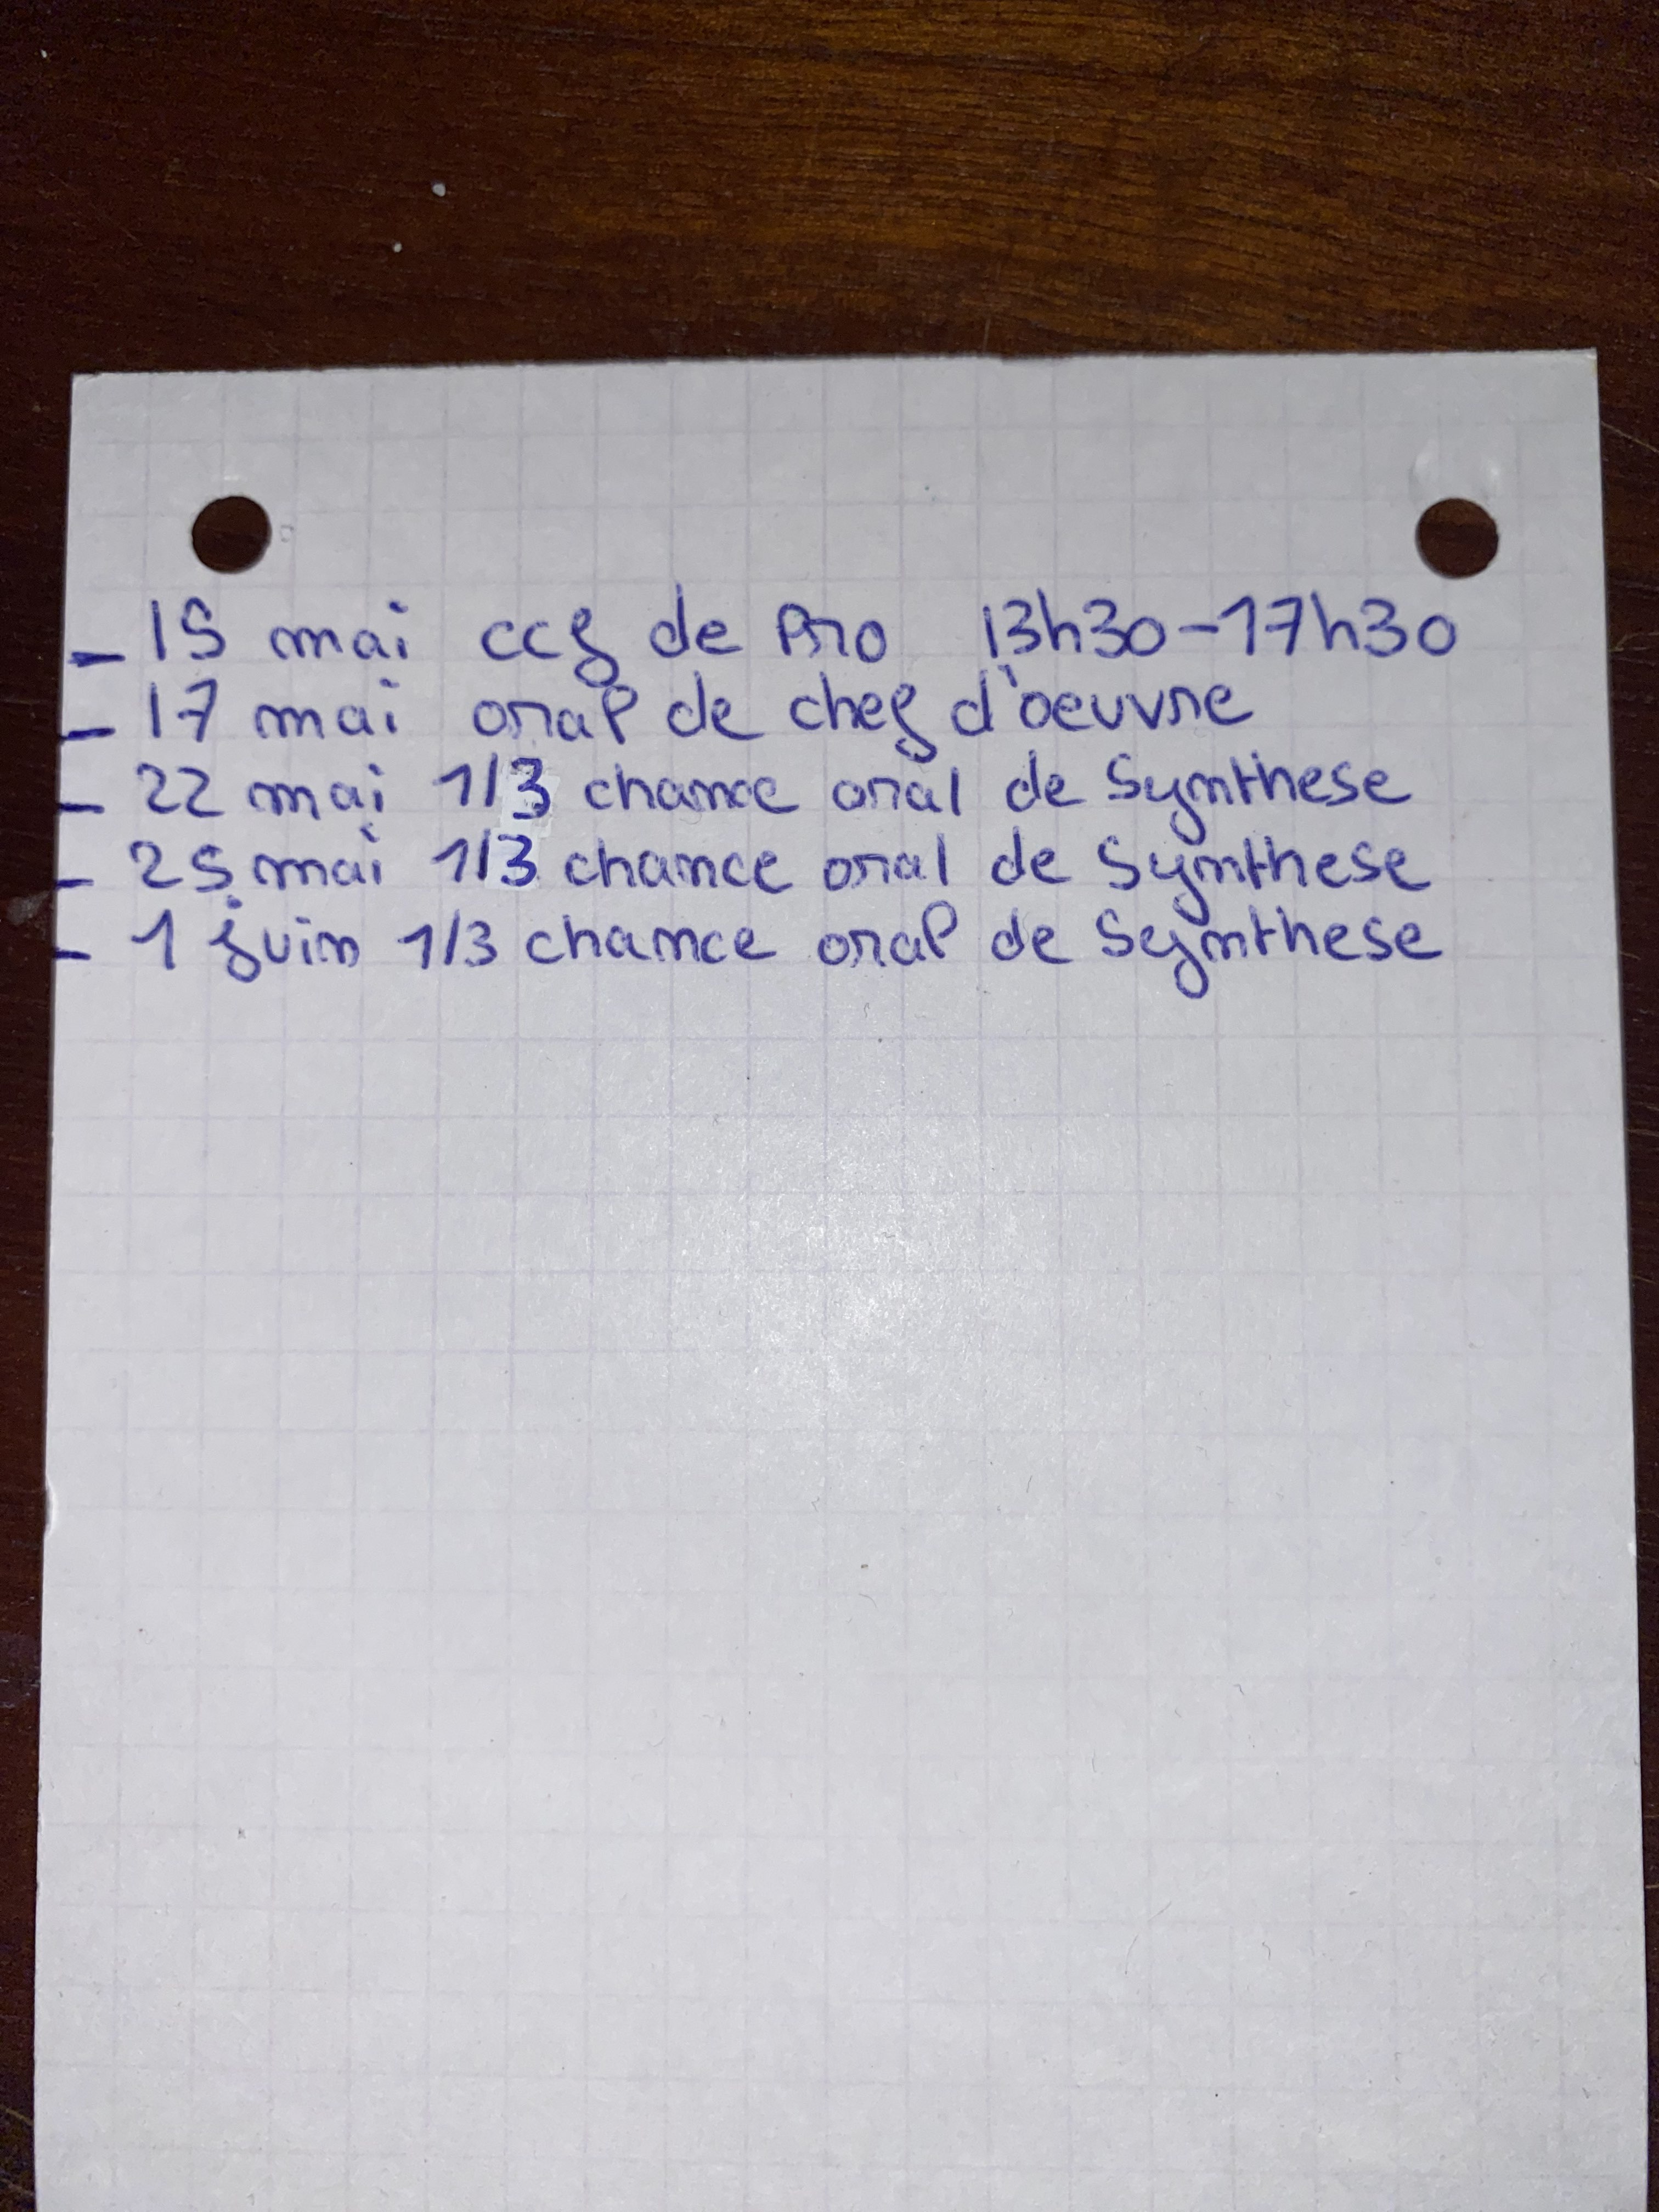 - 15 mai ccf de Pro 13h30-17h30
- 17 mai oral de chef d'oeuvre
- 22 mai 1/3 chance oral de Synthese
- 25 mai 1/3 chance oral de Synthese
- 1 juin 1/3 chance oral de Synthese